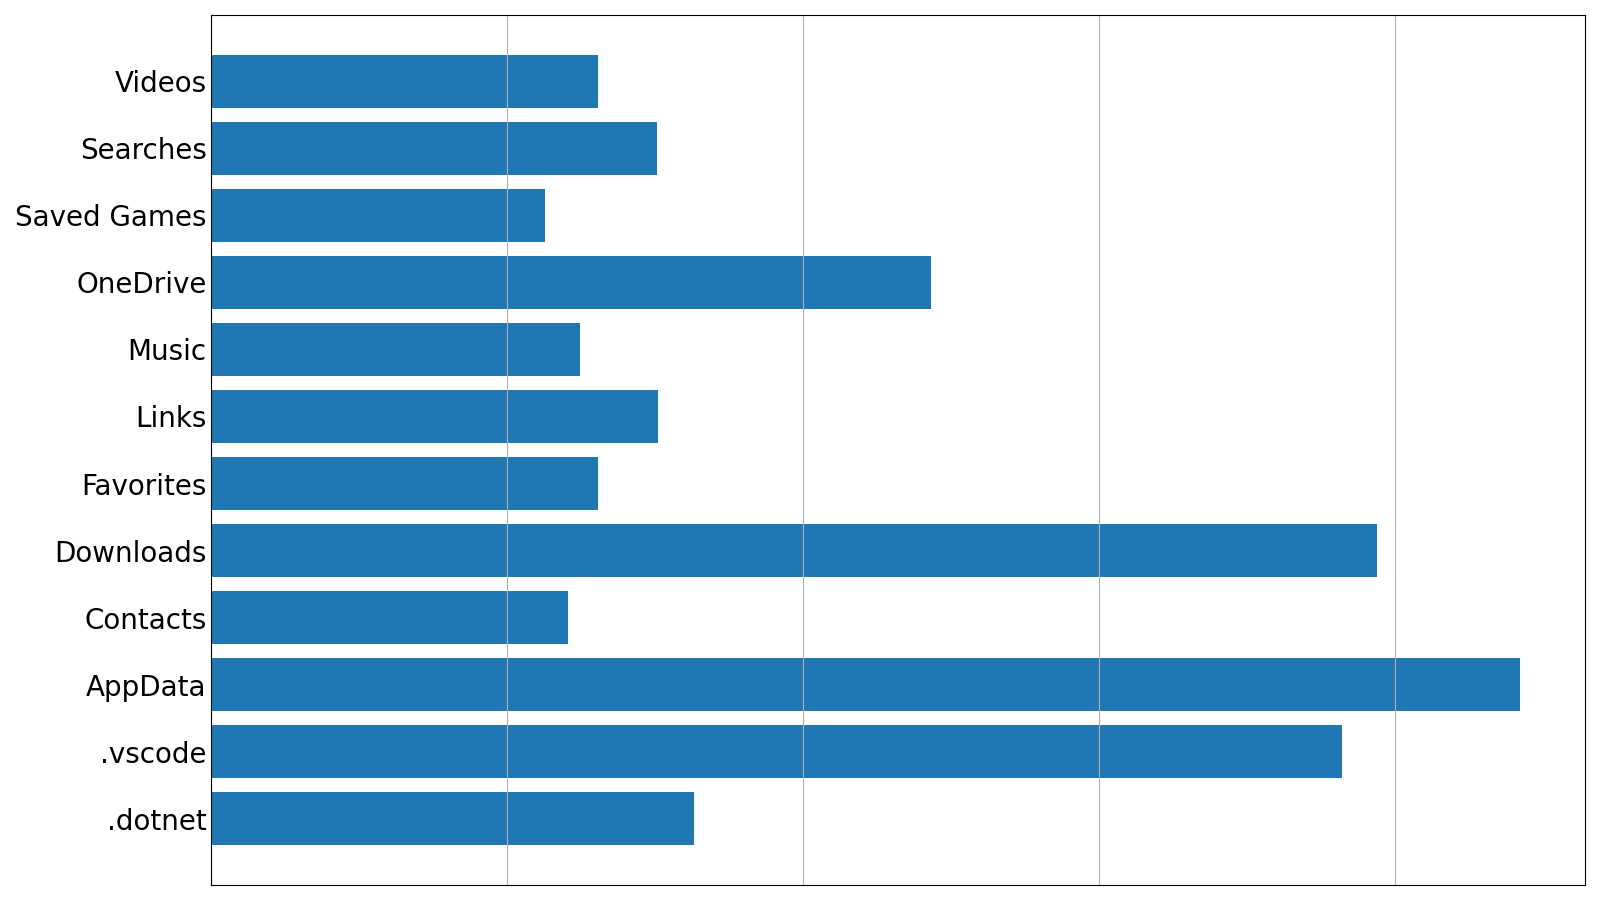 Videos
Searches
Saved Games
OneDrive
Music
Links
Favorites
Downloads
Contacts
AppData
.vscode
.dotnet